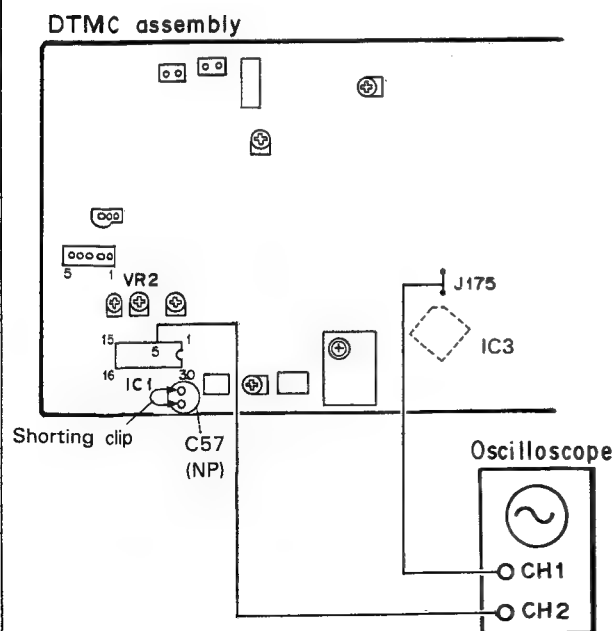 DTMC assembly
5 1
VR2
J175
IC3
15 5 1
16 IC1 30
Shorting clip
C57
(NP)
Oscilloscope
CH1
CH2